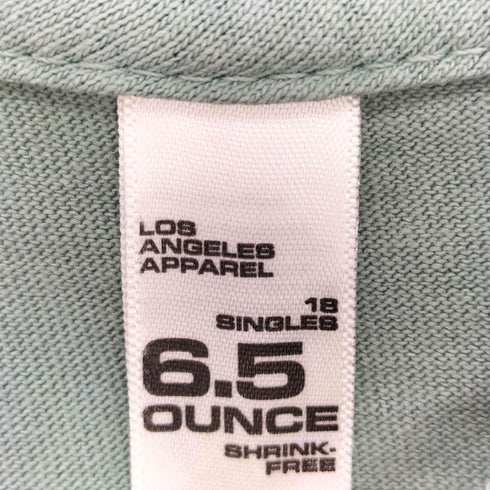 LOS
ANGELES
APPAREL
18
SINGLES
6.5
OUNCE
SHRINK-
FREE